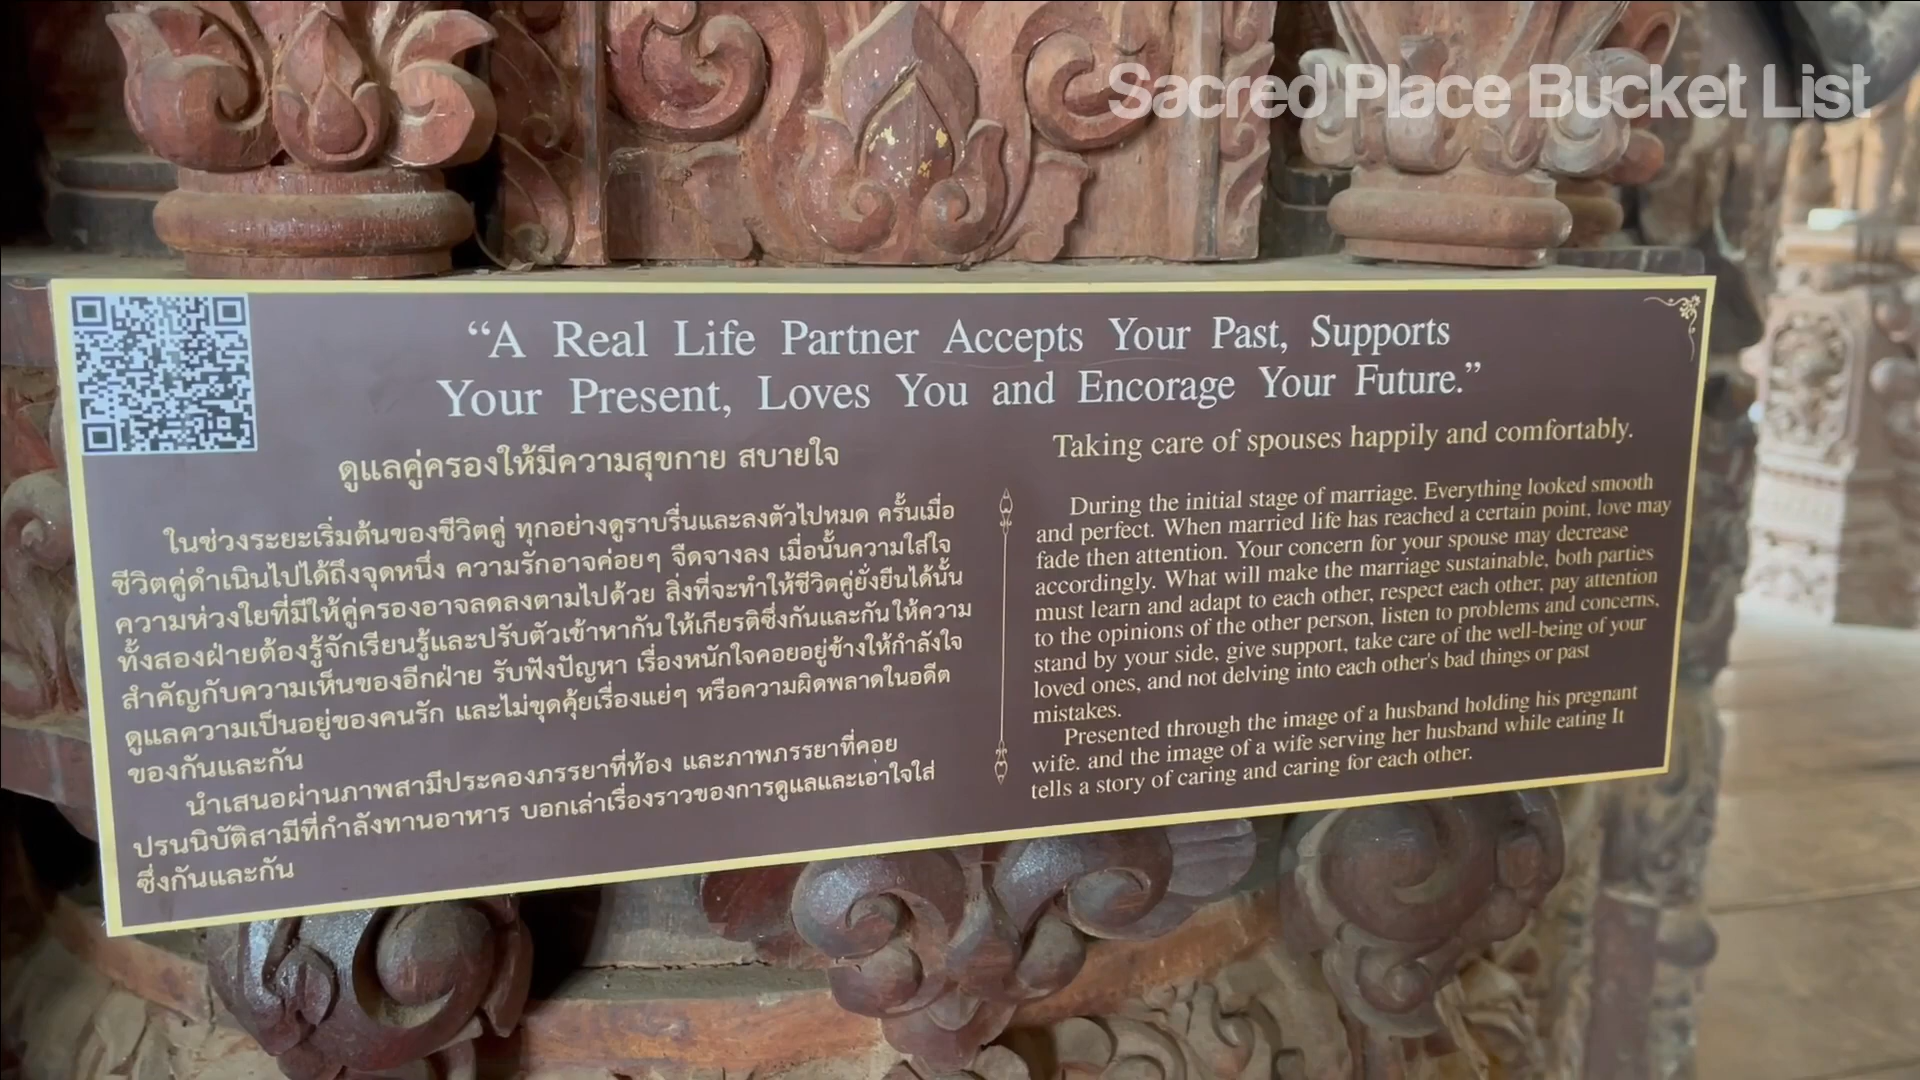 Sacred Place Bucket List
“A Real Life Partner Accepts Your Past, Supports
Your Present, Loves You and Encorage Your Future.”
ดูแลคู่ครองให้มีความสุขกาย สบายใจ
ในช่วงระยะเริ่มต้นของชีวิตคู่ ทุกอย่างดูราบรื่นและลงตัวไปหมด ครั้นเมื่อ
ชีวิตคู่ดำเนินไปได้ถึงจุดหนึ่ง ความรักอาจค่อยๆ จืดจางลง เมื่อนั้นความใส่ใจ
ความห่วงใยที่มีให้คู่ครองอาจลดลงตามไปด้วย สิ่งที่จะทำให้ชีวิตคู่ยั่งยืนได้นั้น
ทั้งสองฝ่ายต้องรู้จักเรียนรู้และปรับตัวเข้าหากัน ให้เกียรติซึ่งกันและกัน ให้ความ
สำคัญกับความเห็นของอีกฝ่าย รับฟังปัญหา เรื่องหนักใจคอยอยู่ข้างให้กำลังใจ
ดูแลความเป็นอยู่ของคนรัก และไม่ขุดคุ้ยเรื่องแย่ๆ หรือความผิดพลาดในอดีต
ของกันและกัน
นำเสนอผ่านภาพสามีประคองภรรยาที่ท้อง และภาพภรรยาที่คอย
ปรนนิบัติสามีที่กำลังทานอาหาร บอกเล่าเรื่องราวของการดูแลและเอาใจใส่
ซึ่งกันและกัน
Taking care of spouses happily and comfortably.
During the initial stage of marriage. Everything looked smooth
and perfect. When married life has reached a certain point, love may
fade then attention. Your concern for your spouse may decrease
accordingly. What will make the marriage sustainable, both parties
must learn and adapt to each other, respect each other, pay attention
to the opinions of the other person, listen to problems and concerns,
stand by your side, give support, take care of the well-being of your
loved ones, and not delving into each other's bad things or past
mistakes.
Presented through the image of a husband holding his pregnant
wife. and the image of a wife serving her husband while eating It
tells a story of caring and caring for each other.